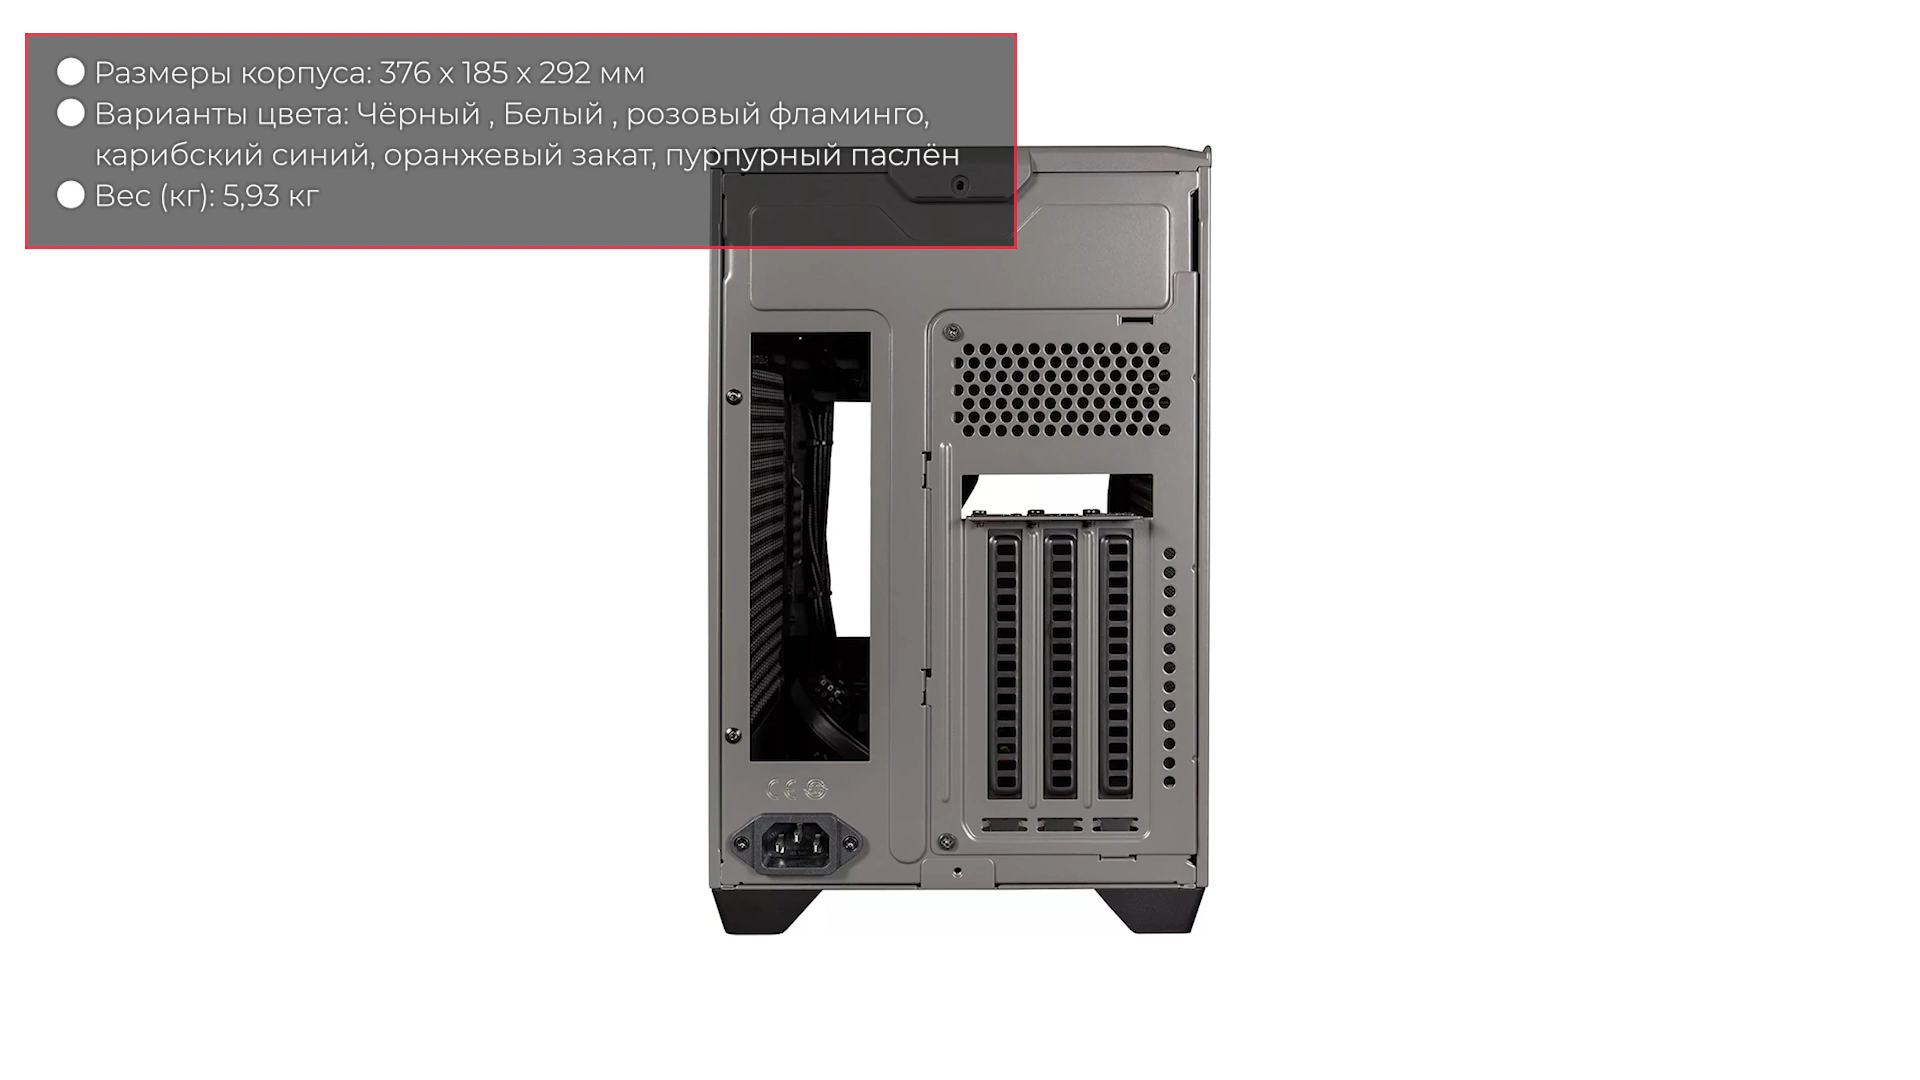 Размеры корпуса: 376 x 185 x 292 мм
Варианты цвета: Чёрный , Белый , розовый фламинго,
карибский синий, оранжевый закат, пурпурный паслён
Вес (кг): 5,93 кг
CE